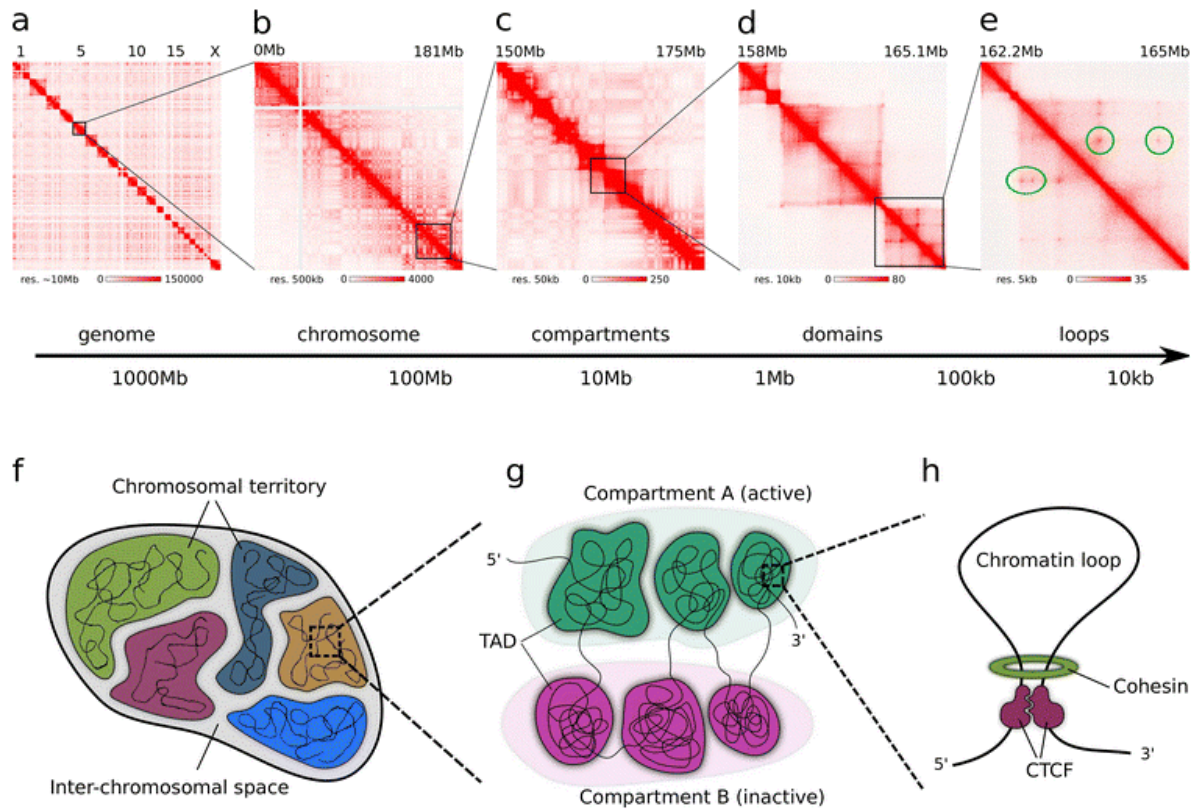 a
b
c
d
e
1 5 10 15 X
0Mb 181Mb
150Mb 175Mb
158Mb 165.1Mb
162.2Mb 165Mb
res. ~10Mb 0 150000
res. 500kb 0 4000
res. 50kb 0 250
res. 10kb 0 80
res. 5kb 0 35
genome chromosome compartments domains loops
1000Mb 100Mb 10Mb 1Mb 100kb 10kb
f
Chromosomal territory
Inter-chromosomal space
g
Compartment A (active)
5'
TAD
3'
Compartment B (inactive)
h
Chromatin loop
Cohesin
CTCF
5'
3'